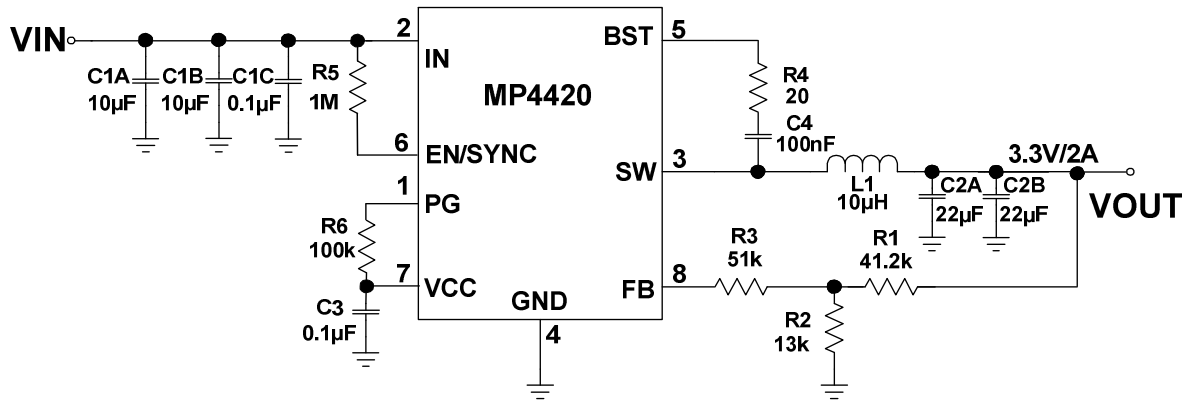 VIN
C1A
10µF
C1B
10µF
C1C
0.1µF
R5
1M
2
IN
6
EN/SYNC
1
PG
R6
100k
7
VCC
C3
0.1µF
MP4420
GND
4
BST
5
R4
20
C4
100nF
SW
3
L1
10µH
C2A
22µF
C2B
22µF
3.3V/2A
VOUT
FB
8
R3
51k
R1
41.2k
R2
13k